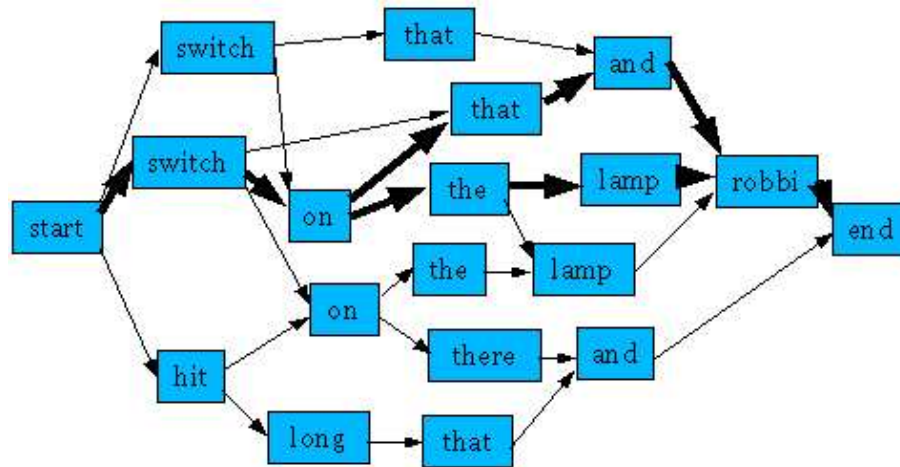 switch
that
and
that
switch
the
lamp
robbi
start
on
end
the
lamp
on
there
and
hit
long
that